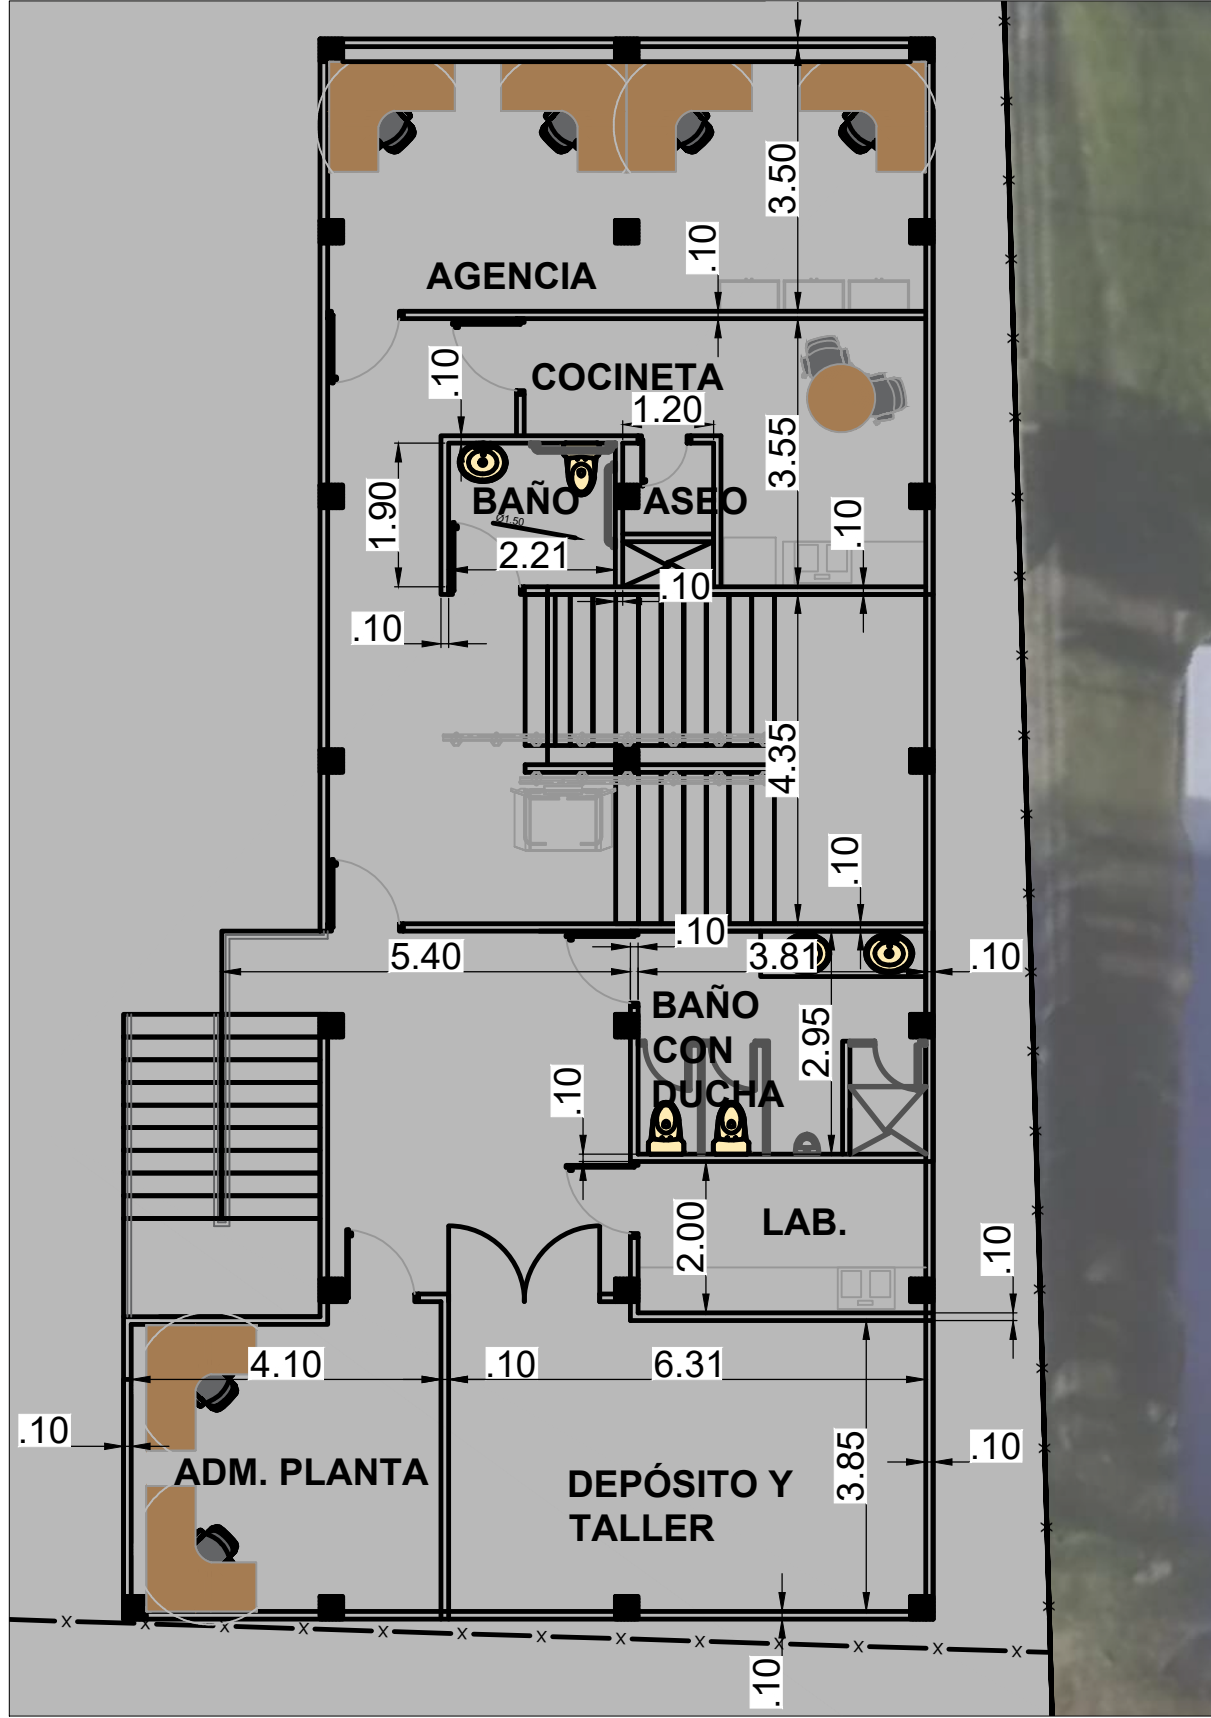 3.50
.10
AGENCIA
.10
COCINETA
1.20
3.55
1.90
BAÑO
ASEO
.10
Ø1.50
2.21
.10
.10
4.35
.10
.10
5.40
3.81
.10
BAÑO
CON
DUCHA
2.95
.10
2.00
LAB.
.10
4.10
.10
6.31
.10
ADM. PLANTA
3.85
.10
DEPÓSITO Y
TALLER
.10